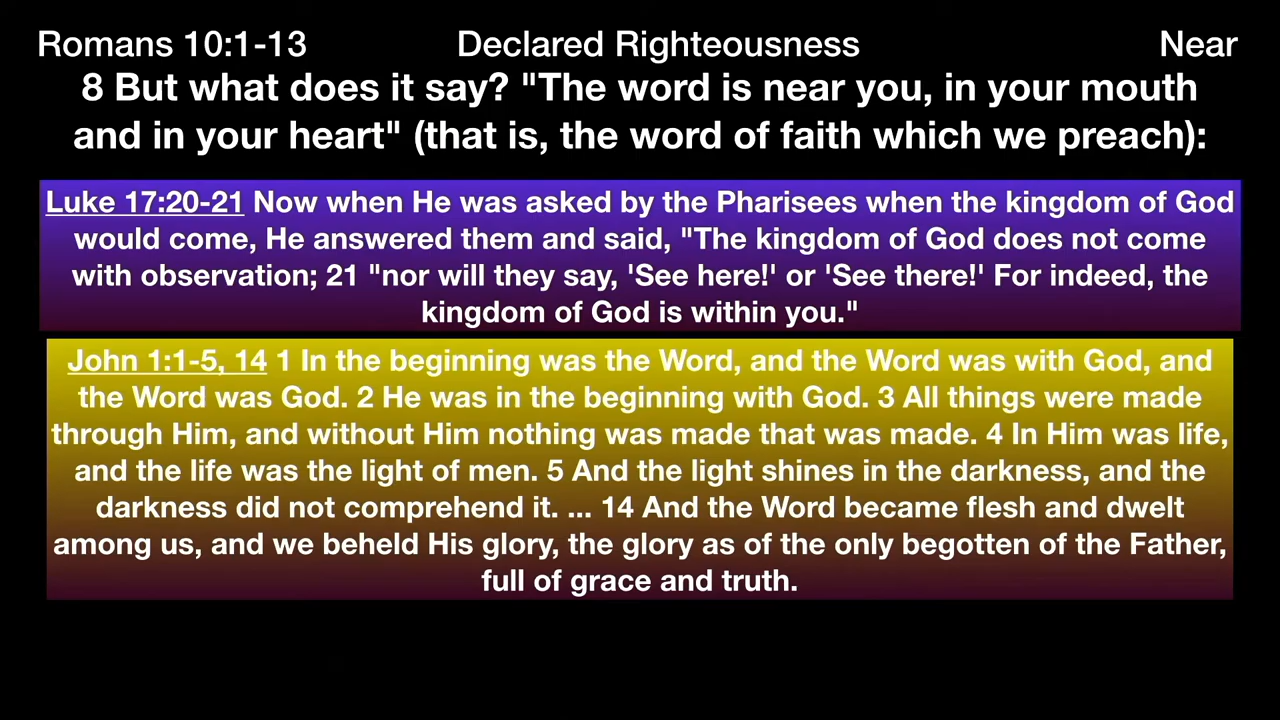 Romans 10:1-13 Declared Righteousness Near
8 But what does it say? "The word is near you, in your mouth
and in your heart" (that is, the word of faith which we preach):
Luke 17:20-21 Now when He was asked by the Pharisees when the kingdom of God
would come, He answered them and said, "The kingdom of God does not come
with observation; 21 "nor will they say, 'See here!' or 'See there!' For indeed, the
kingdom of God is within you."
John 1:1-5, 14 1 In the beginning was the Word, and the Word was with God, and
the Word was God. 2 He was in the beginning with God. 3 All things were made
through Him, and without Him nothing was made that was made. 4 In Him was life,
and the life was the light of men. 5 And the light shines in the darkness, and the
darkness did not comprehend it. ... 14 And the Word became flesh and dwelt
among us, and we beheld His glory, the glory as of the only begotten of the Father,
full of grace and truth.